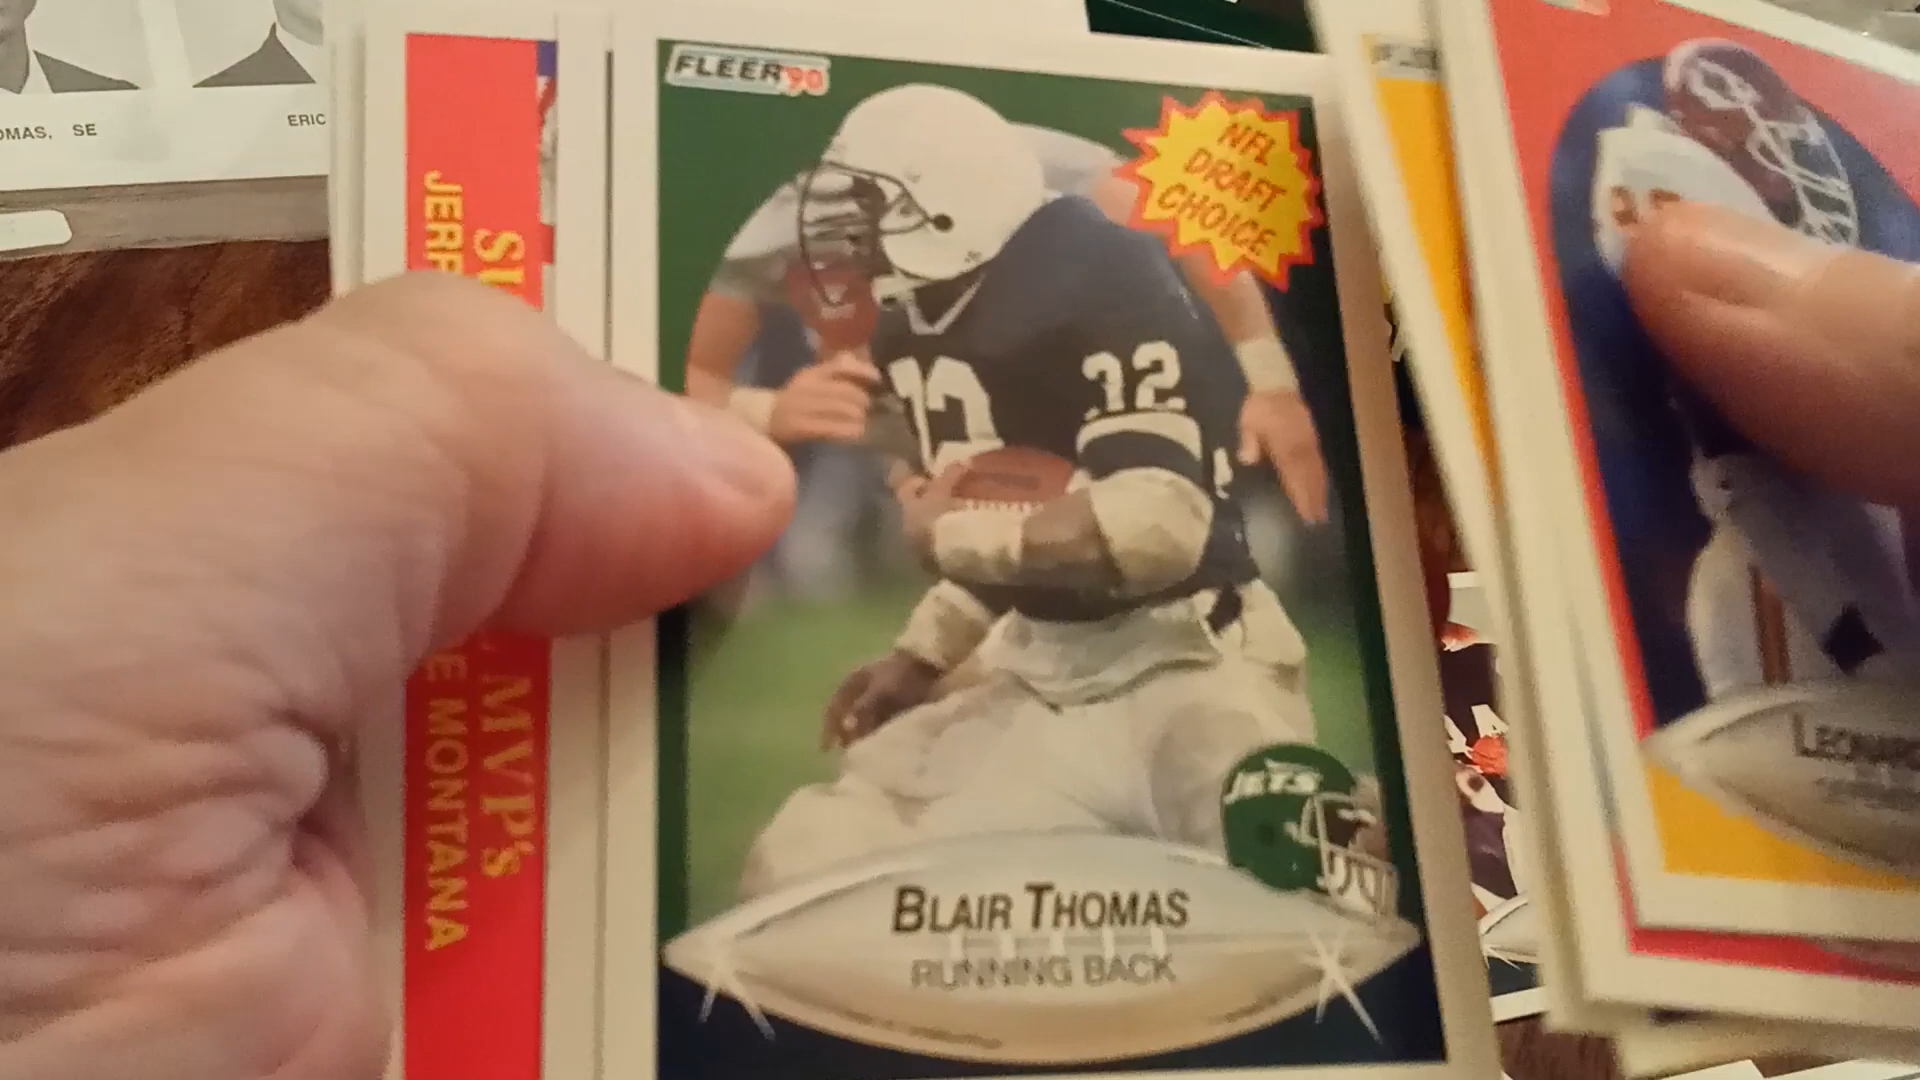 OMAS, SE
ERIC
FLEER '90
NFL
DRAFT
CHOICE
32
32
JETS
BLAIR THOMAS
RUNNING BACK
MVP's
JERR
E MONTANA
LEONAR